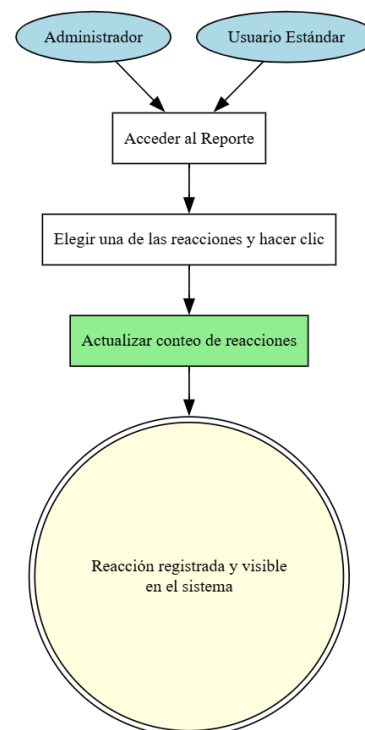 Administrador
Usuario Estándar
Acceder al Reporte
Elegir una de las reacciones y hacer clic
Actualizar conteo de reacciones
Reacción registrada y visible
en el sistema